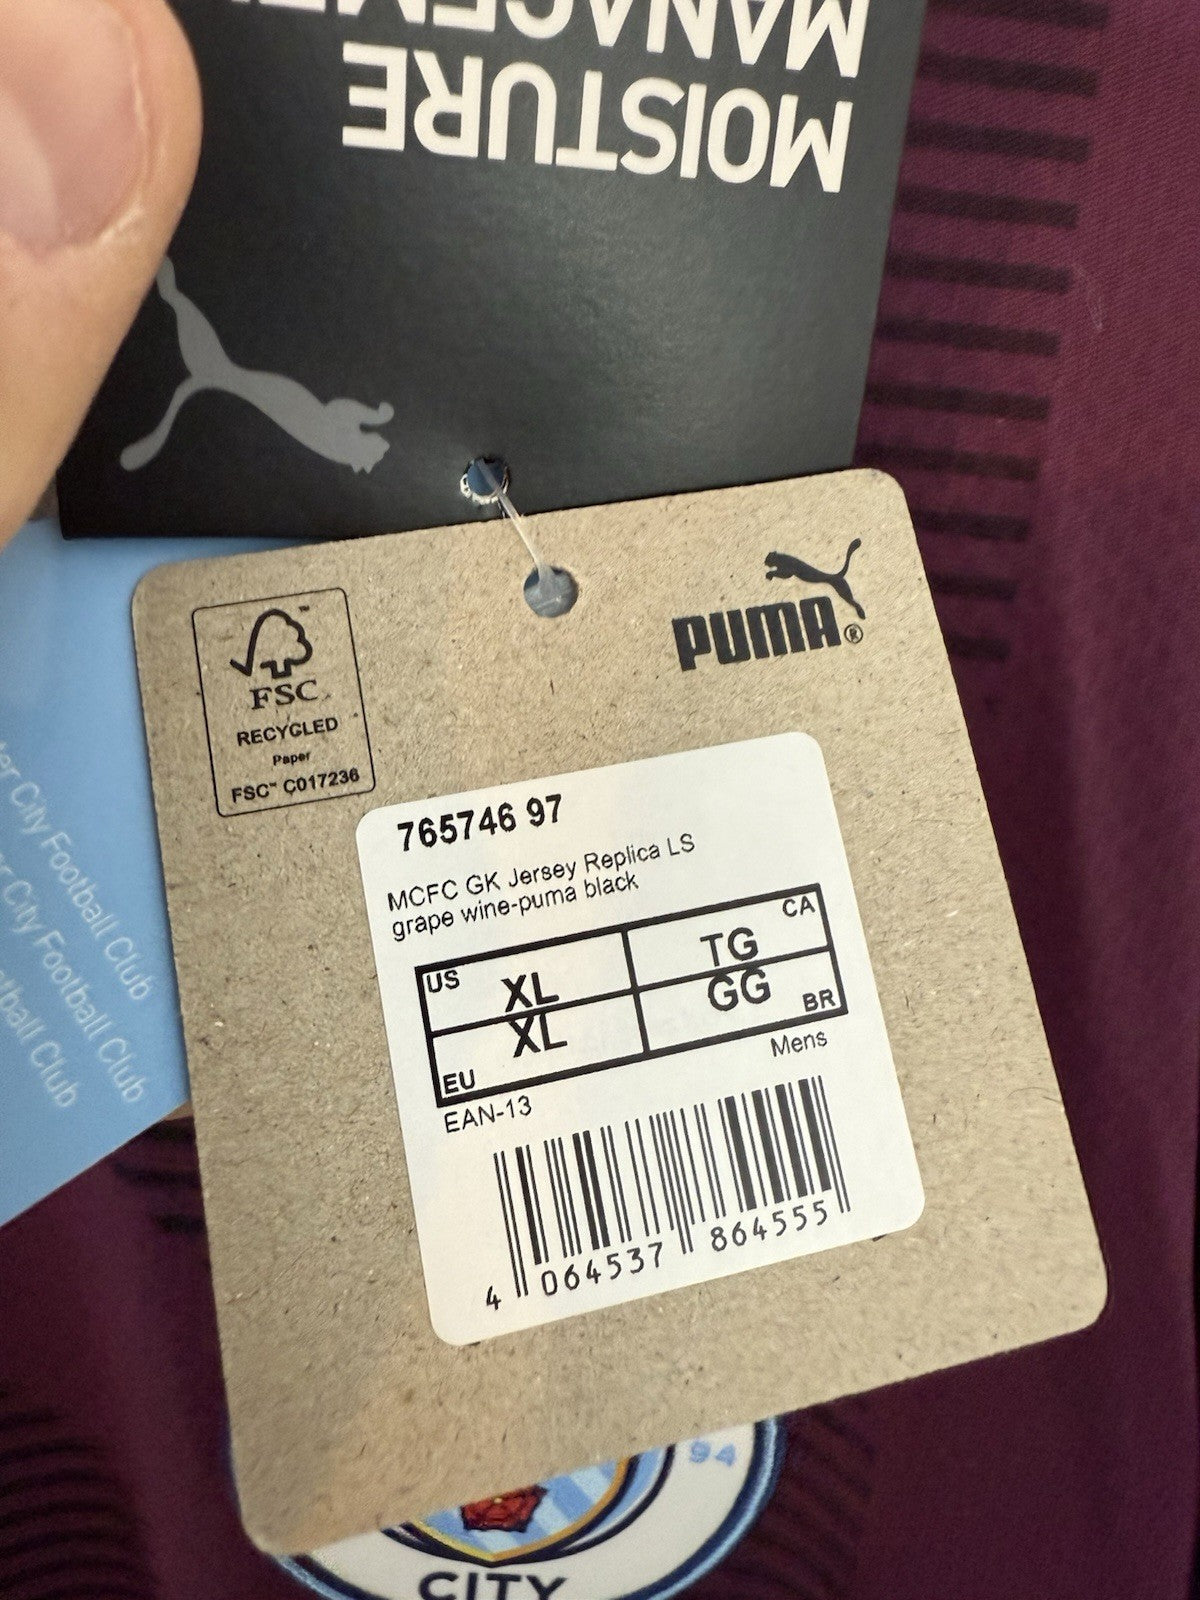 MOISTURE
FSC
RECYCLED
Paper
FSC™ C017236
PUMA®
765746 97
MCFC GK Jersey Replica LS
grape wine-puma black
US XL
TG CA
EU XL
GG BR
Mens
EAN-13
4 064537 864555
City Football Club
City Football Club
Football Club
94
CITY